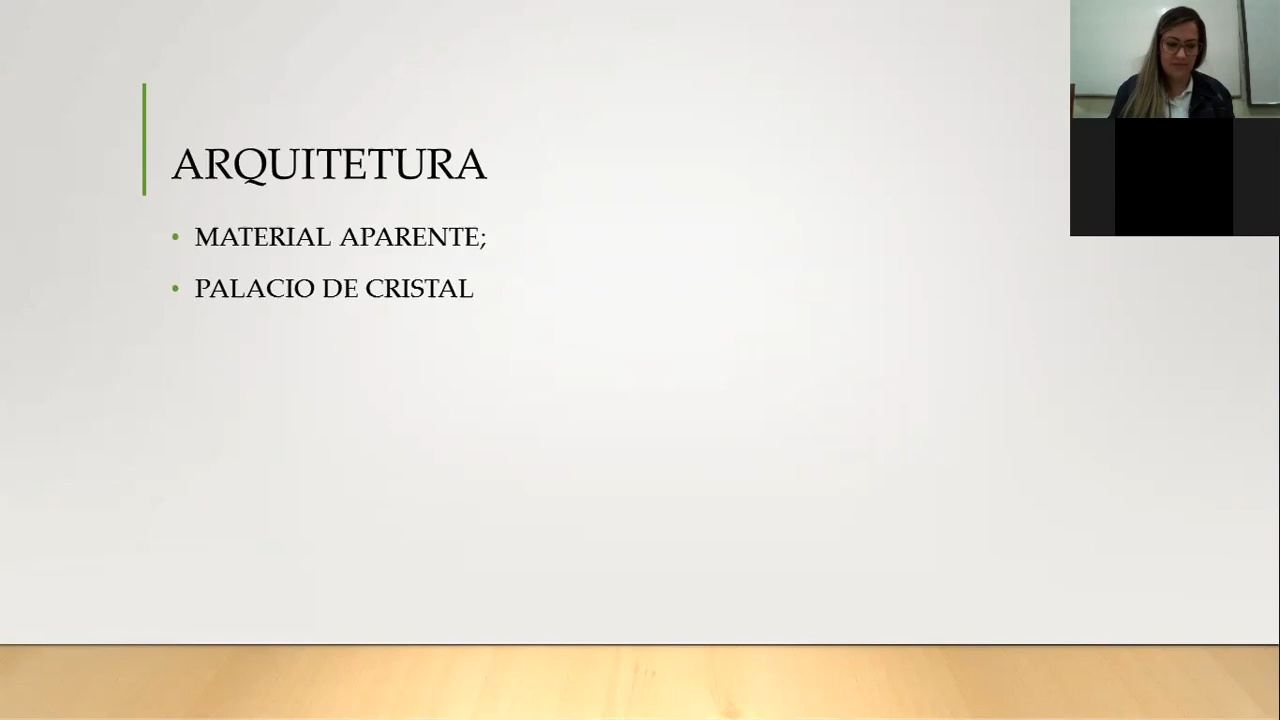 ARQUITETURA
• MATERIAL APARENTE;
• PALACIO DE CRISTAL